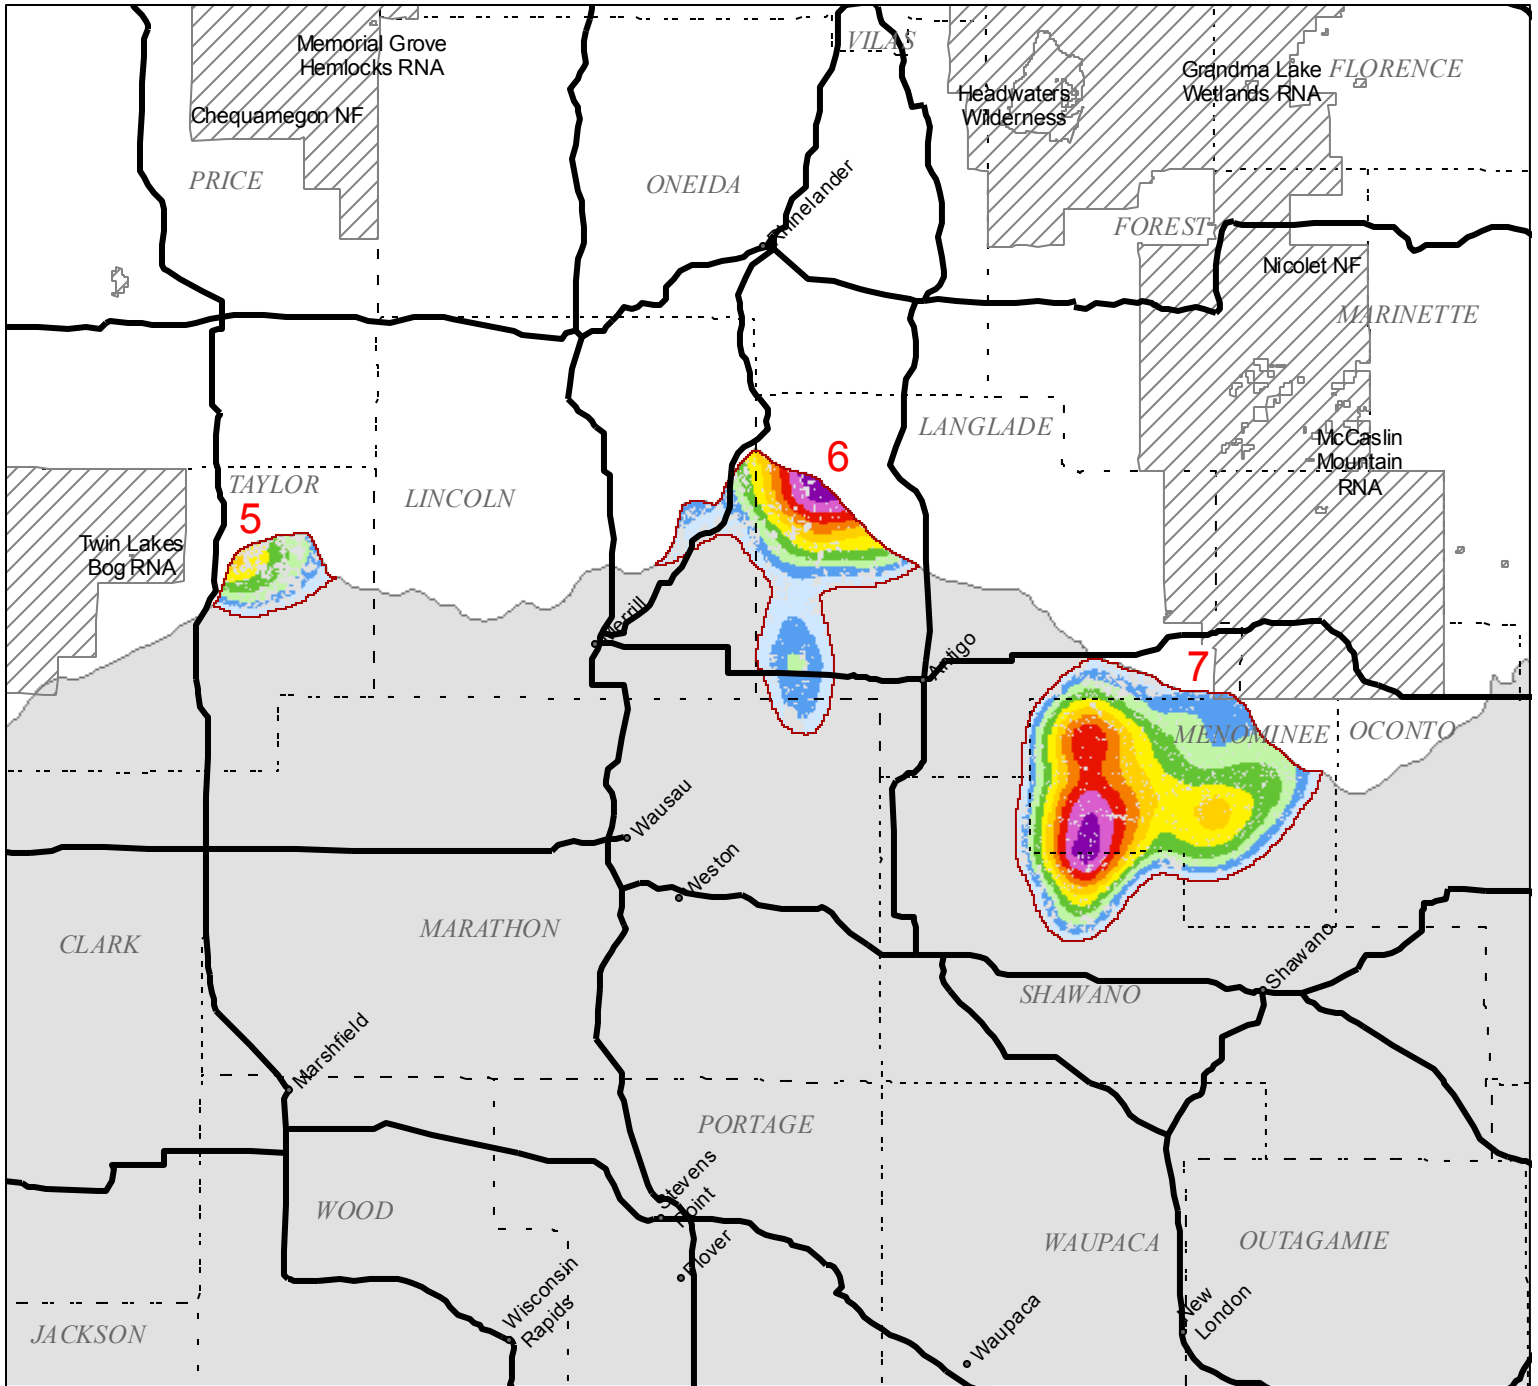 VILAS
Memorial Grove
Hemlocks RNA
Grandma Lake
Wetlands RNA
FLORENCE
Headwaters
Wilderness
Chequamegon NF
PRICE
ONEIDA
Rhinelander
FOREST
Nicolet NF
MARINETTE
LANGLADE
McCaslin
Mountain
RNA
6
TAYLOR
LINCOLN
5
Twin Lakes
Bog RNA
Merrill
Antigo
7
MENOMINEE
OCONTO
Wausau
Weston
MARATHON
CLARK
Shawano
SHAWANO
Marshfield
PORTAGE
Stevens
Point
WOOD
Plover
WAUPACA
OUTAGAMIE
Wisconsin
Rapids
New
London
Waupaca
JACKSON